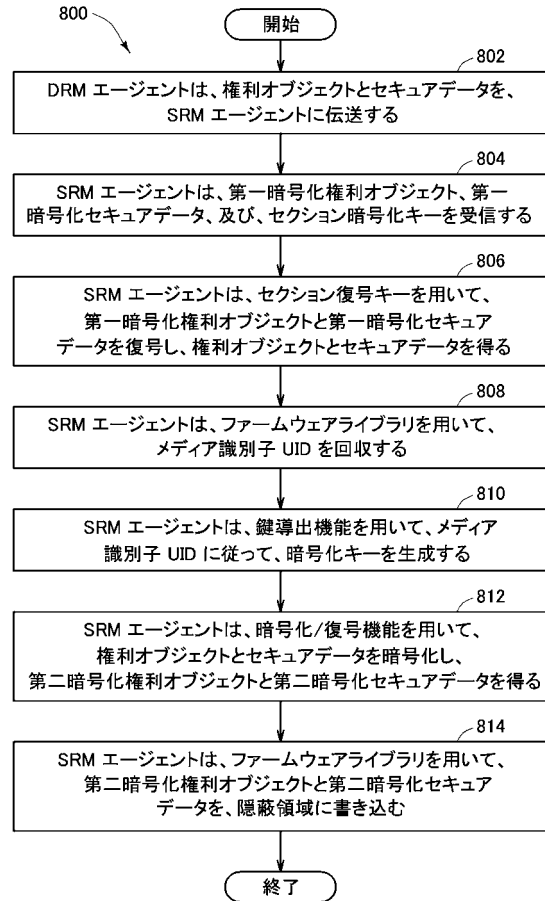 800
開始
802
DRM エージェントは、権利オブジェクトとセキュアデータを、
SRM エージェントに伝送する
804
SRM エージェントは、第一暗号化権利オブジェクト、第一
暗号化セキュアデータ、及び、セクション暗号化キーを受信する
806
SRM エージェントは、セクション復号キーを用いて、
第一暗号化権利オブジェクトと第一暗号化セキュア
データを復号し、権利オブジェクトとセキュアデータを得る
808
SRM エージェントは、ファームウェアライブラリを用いて、
メディア識別子 UID を回収する
810
SRM エージェントは、鍵導出機能を用いて、メディア
識別子 UID に従って、暗号化キーを生成する
812
SRM エージェントは、暗号化/復号機能を用いて、
権利オブジェクトとセキュアデータを暗号化し、
第二暗号化権利オブジェクトと第二暗号化セキュアデータを得る
814
SRM エージェントは、ファームウェアライブラリを用いて、
第二暗号化権利オブジェクトと第二暗号化セキュア
データを、隠蔽領域に書き込む
終了